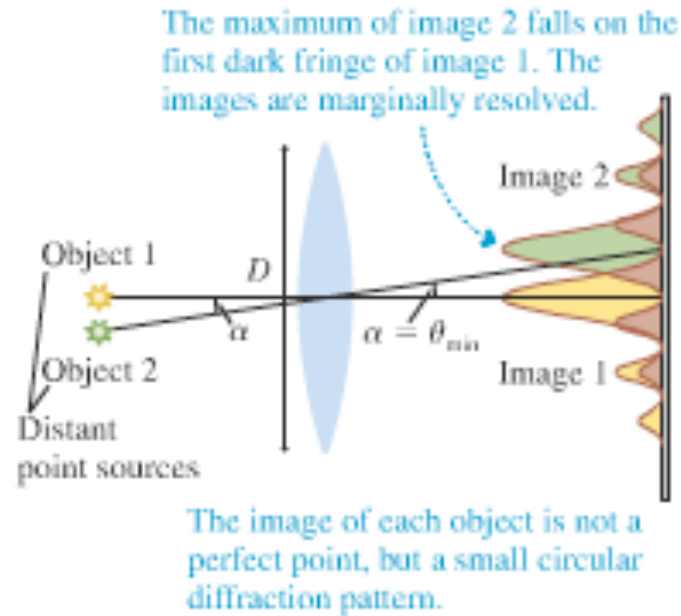 The maximum of image 2 falls on the
first dark fringe of image 1. The
images are marginally resolved.
Image 2
Object 1
D
α
α = θmin
Object 2
Image 1
Distant
point sources
The image of each object is not a
perfect point, but a small circular
diffraction pattern.